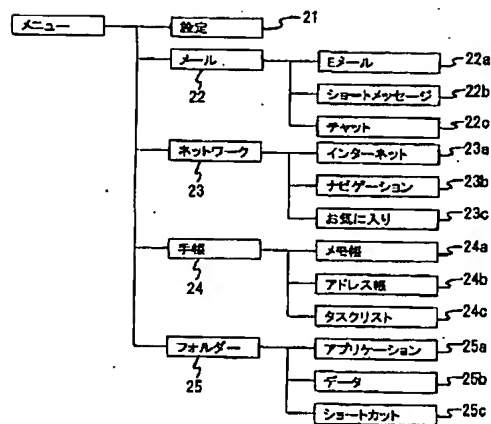 メニュー
設定
21
メール
22
Eメール
22a
ショートメッセージ
22b
チャット
22c
ネットワーク
23
インターネット
23a
ナビゲーション
23b
お気に入り
23c
手帳
24
メモ帳
24a
アドレス帳
24b
タスクリスト
24c
フォルダー
25
アプリケーション
25a
データ
25b
ショートカット
25c